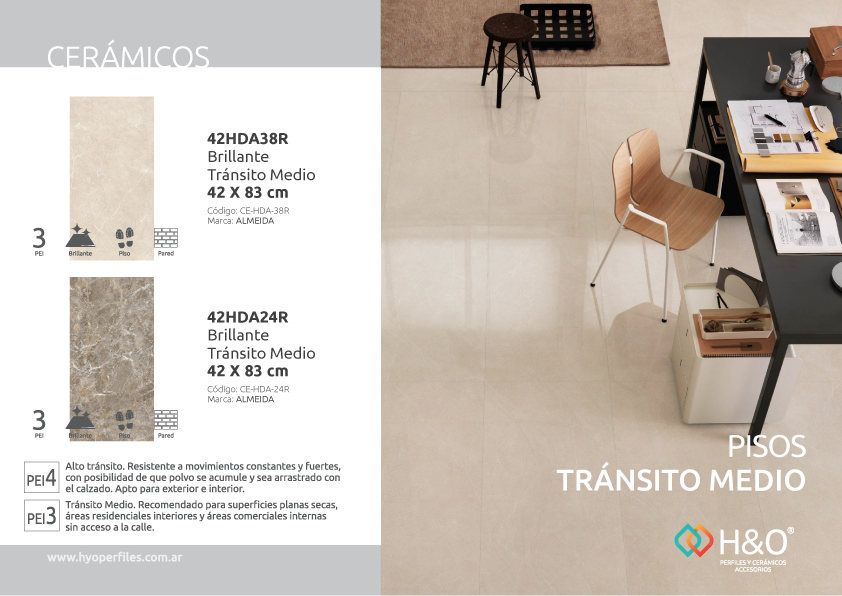 CERÁMICOS
42HDA38R
Brillante
Tránsito Medio
42 X 83 cm
Código: CE-HDA-38R
Marca: ALMEIDA
3
PEI
Brillante
Piso
Pared
42HDA24R
Brillante
Tránsito Medio
42 X 83 cm
Código: CE-HDA-24R
Marca: ALMEIDA
3
PEI
Brillante
Piso
Pared
PEI4
Alto tránsito. Resistente a movimientos constantes y fuertes,
con posibilidad de que polvo se acumule y sea arrastrado con
el calzado. Apto para exterior e interior.
PEI3
Tránsito Medio. Recomendado para superficies planas secas,
áreas residenciales interiores y áreas comerciales internas
sin acceso a la calle.
www.hyoperfiles.com.ar
PISOS
TRÁNSITO MEDIO
H&O®
PERFILES Y CERÁMICOS
ACCESORIOS